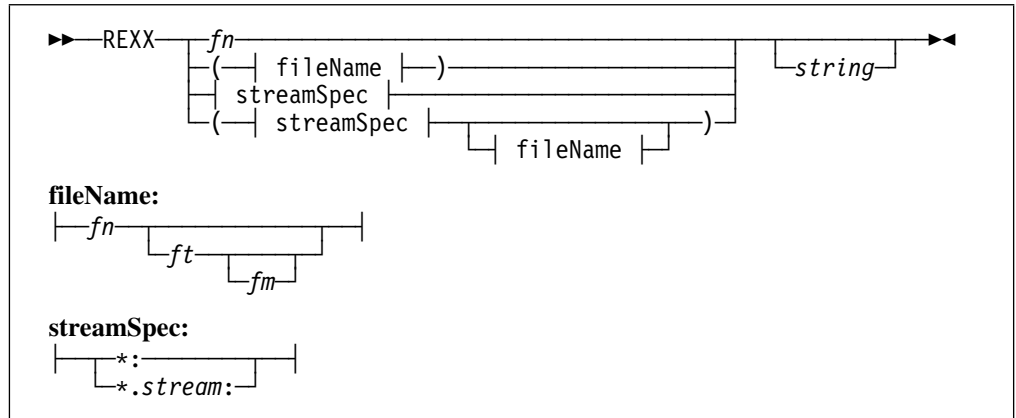 ►►──REXX──┬─fn─────────────────────────────────┬──┬────────┬──►◄
├─(──┤ fileName ├──)─────────────────┤ └─string─┘
├─┤ streamSpec ├─────────────────────┤
└─(──┤ streamSpec ├──┬──────────────┬──)─┘
└─┤ fileName ├─┘
fileName:
├──fn──┬──────────────┬──┤
└─ft──┬────┬─┘
└─fm─┘
streamSpec:
├──┬─*:────────┬──┤
└─*.stream:─┘